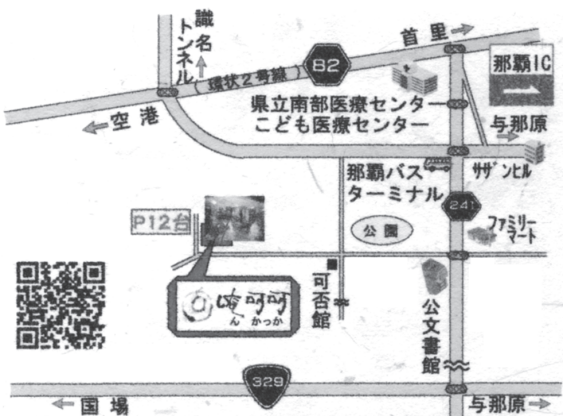 識名
トンネル
首里
82
環状2号線
那覇IC
県立南部医療センター
こども医療センター
空港
与那原
那覇バス
ターミナル
サザンヒル
241
P12台
公園
ファミリー
マート
可否館
公文書館
ん かっか
329
国場
与那原